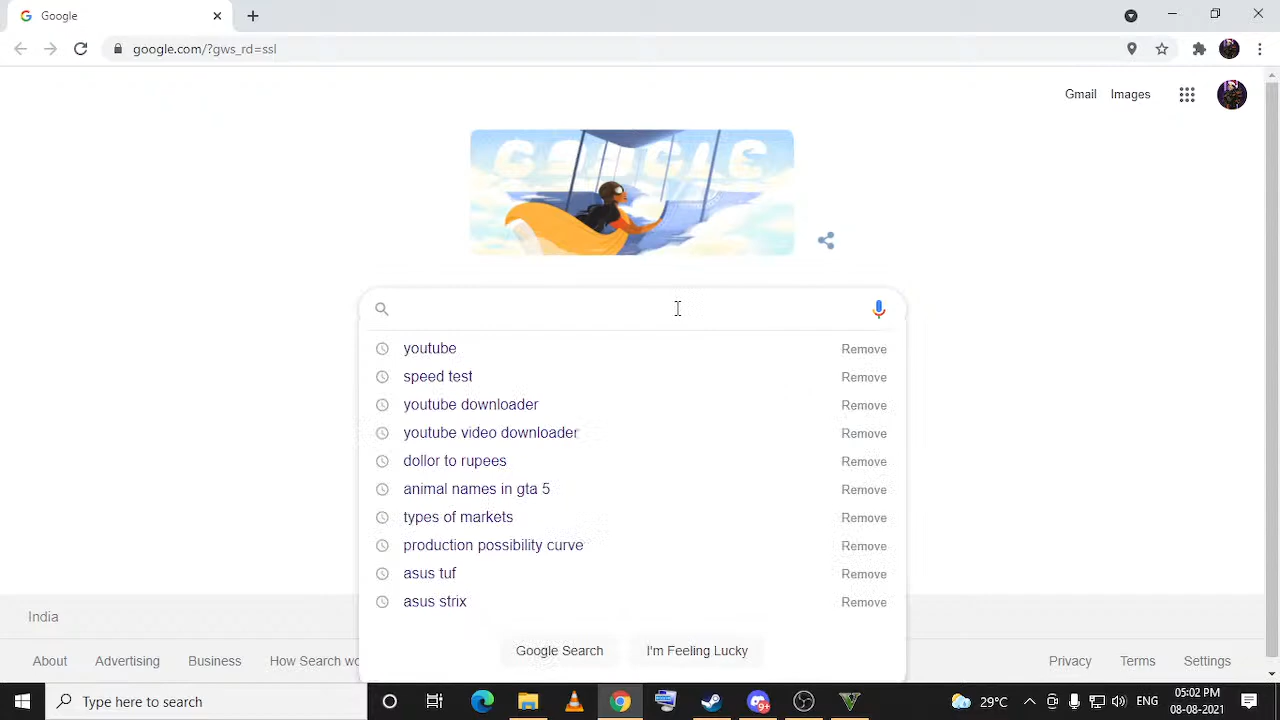 Google
google.com/?gws_rd=ssl
Gmail Images
GOOGLE
youtube Remove
speed test Remove
youtube downloader Remove
youtube video downloader Remove
dollor to rupees Remove
animal names in gta 5 Remove
types of markets Remove
production possibility curve Remove
asus tuf Remove
asus strix Remove
India
Google Search I'm Feeling Lucky
About Advertising Business How Search wo Privacy Terms Settings
Type here to search 29°C ENG 05:02 PM
08-08-2021